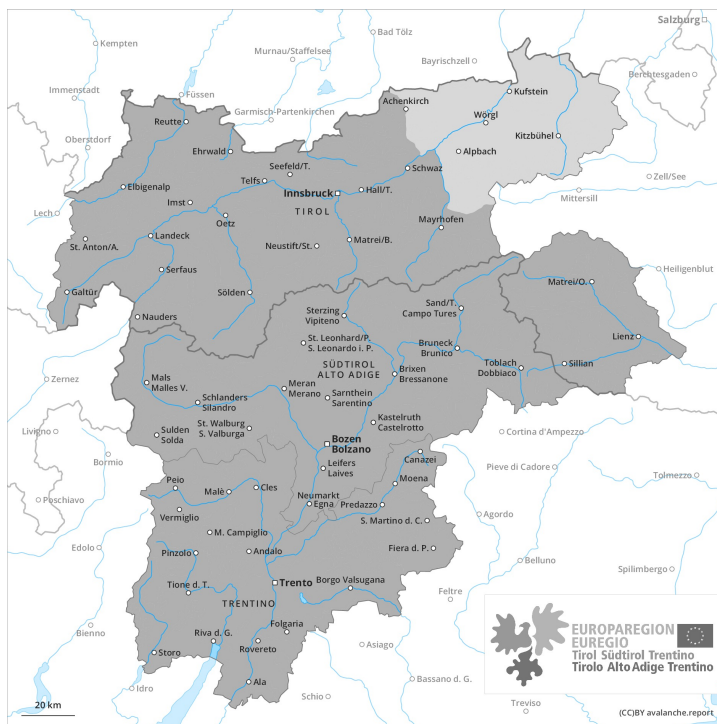 Salzburg
Kempten
Bad Tölz
Murnau/Staffelsee
Bayrischzell
Berchtesgaden
Immenstadt
Füssen
Garmisch-Partenkirchen
Achenkirch
Kufstein
Reutte
Wörgl
Oberstdorf
Ehrwald
Kitzbühel
Alpbach
Seefeld/T.
Schwaz
Telfs
Zell/See
Elbigenalp
Innsbruck
Hall/T.
Mittersill
Imst
TIROL
Lech
Oetz
Mayrhofen
St. Anton/A.
Landeck
Neustift/St.
Matrei/B.
Serfaus
Heiligenblut
Galtür
Sölden
Matrei/O.
Nauders
Sterzing
Vipiteno
Sand/T.
Campo Tures
Lienz
St. Leonhard/P.
S. Leonardo i. P.
Bruneck
Brunico
SÜDTIROL
ALTO ADIGE
Toblach
Dobbiaco
Sillian
Zernez
Mals
Malles V.
Meran
Merano
Brixen
Bressanone
Schlanders
Silandro
Sarnthein
Sarentino
Livigno
Sulden
Solda
St. Walburg
S. Valburga
Kastelruth
Castelrotto
Cortina d'Ampezzo
Bozen
Bolzano
Bormio
Canazei
Pieve di Cadore
Leifers
Laives
Tolmezzo
Peio
Malè
Cles
Moena
Poschiavo
Neumarkt
Egna
Predazzo
Vermiglio
Agordo
S. Martino d. C.
M. Campiglio
Edolo
Pinzolo
Andalo
Fiera d. P.
Belluno
Spilimbergo
Tione d. T.
Trento
Borgo Valsugana
Feltre
TRENTINO
Bienno
Folgaria
Riva d. G.
Rovereto
Asiago
Storo
Idro
Ala
Bassano d. G.
Schio
Treviso
EUROPAREGION
EUREGIO
Tirol Südtirol Trentino
Tirolo Alto Adige Trentino
20 km
(CC)BY avalanche.report